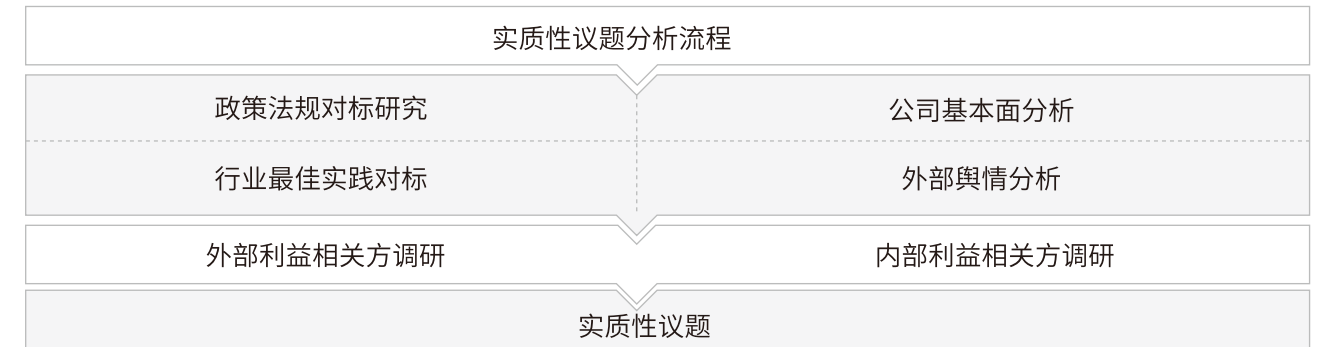 实质性议题分析流程
政策法规对标研究
公司基本面分析
行业最佳实践对标
外部舆情分析
外部利益相关方调研
内部利益相关方调研
实质性议题